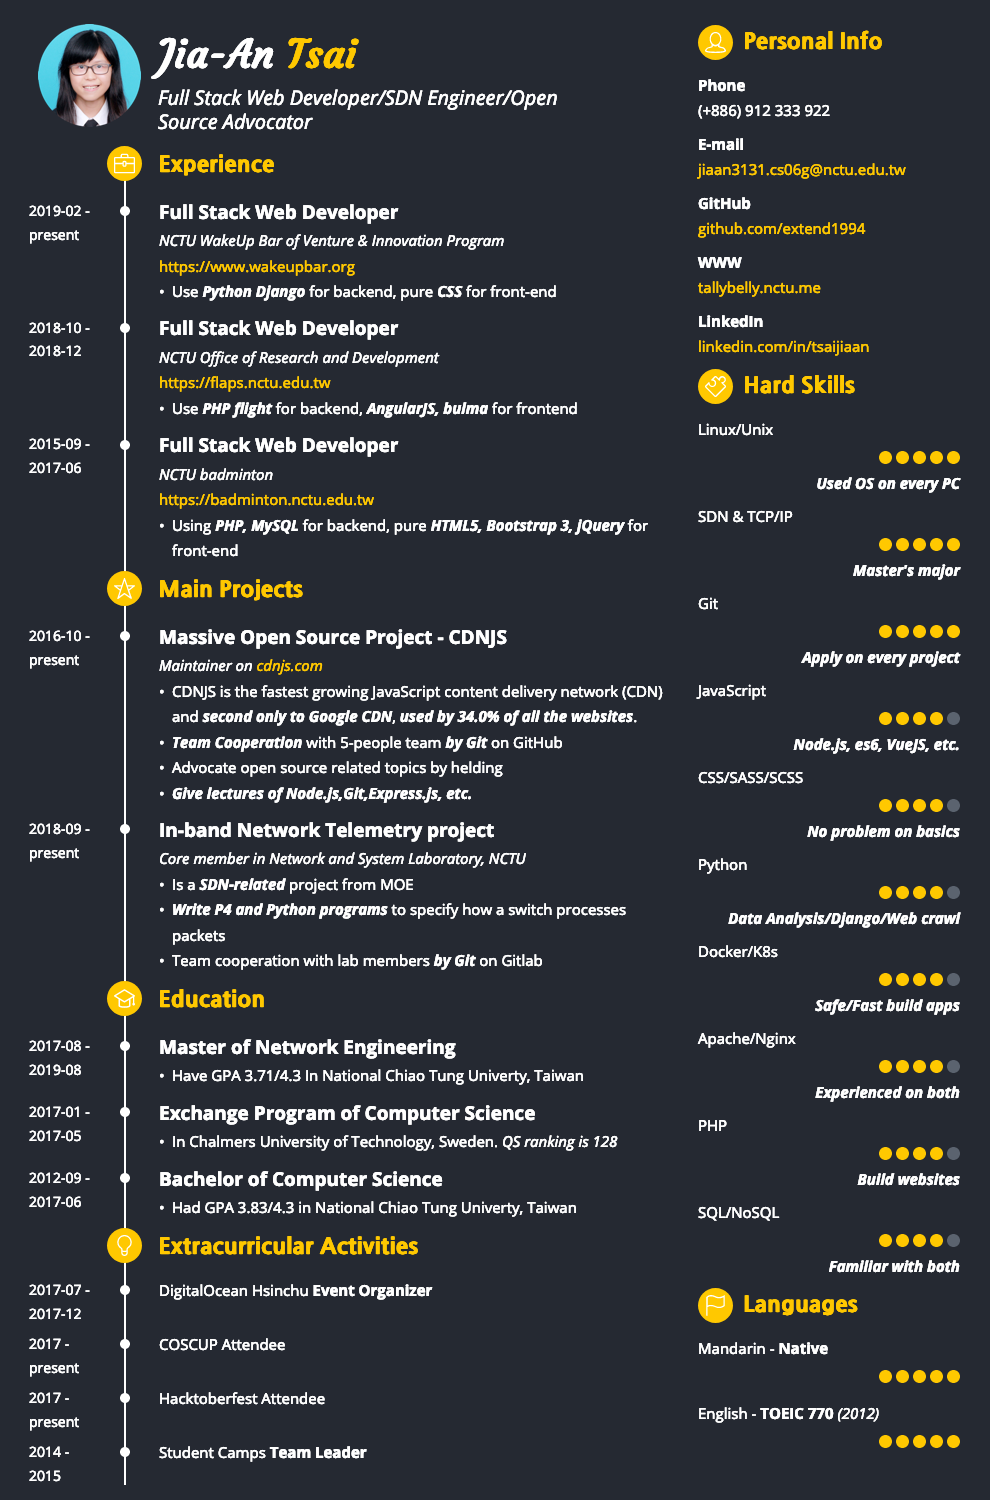 Jia-An Tsai
Full Stack Web Developer/SDN Engineer/Open
Source Advocator
Experience
2019-02 -
present
Full Stack Web Developer
NCTU WakeUp Bar of Venture & Innovation Program
https://www.wakeupbar.org
• Use Python Django for backend, pure CSS for front-end
2018-10 -
2018-12
Full Stack Web Developer
NCTU Office of Research and Development
https://flaps.nctu.edu.tw
• Use PHP flight for backend, AngularJS, bulma for frontend
2015-09 -
2017-06
Full Stack Web Developer
NCTU badminton
https://badminton.nctu.edu.tw
• Using PHP, MySQL for backend, pure HTML5, Bootstrap 3, jQuery for
front-end
Main Projects
2016-10 -
present
Massive Open Source Project - CDNJS
Maintainer on cdnjs.com
• CDNJS is the fastest growing JavaScript content delivery network (CDN)
and second only to Google CDN, used by 34.0% of all the websites.
• Team Cooperation with 5-people team by Git on GitHub
• Advocate open source related topics by helding
• Give lectures of Node.js,Git,Express.js, etc.
2018-09 -
present
In-band Network Telemetry project
Core member in Network and System Laboratory, NCTU
• Is a SDN-related project from MOE
• Write P4 and Python programs to specify how a switch processes
packets
• Team cooperation with lab members by Git on Gitlab
Education
2017-08 -
2019-08
Master of Network Engineering
• Have GPA 3.71/4.3 In National Chiao Tung Univerty, Taiwan
2017-01 -
2017-05
Exchange Program of Computer Science
• In Chalmers University of Technology, Sweden. QS ranking is 128
2012-09 -
2017-06
Bachelor of Computer Science
• Had GPA 3.83/4.3 in National Chiao Tung Univerty, Taiwan
Extracurricular Activities
2017-07 -
2017-12
DigitalOcean Hsinchu Event Organizer
2017 -
present
COSCUP Attendee
2017 -
present
Hacktoberfest Attendee
2014 -
2015
Student Camps Team Leader
Personal Info
Phone
(+886) 912 333 922
E-mail
jiaan3131.cs06g@nctu.edu.tw
GitHub
github.com/extend1994
WWW
tallybelly.nctu.me
LinkedIn
linkedin.com/in/tsaijiaan
Hard Skills
Linux/Unix
Used OS on every PC
SDN & TCP/IP
Master's major
Git
Apply on every project
JavaScript
Node.js, es6, VueJS, etc.
CSS/SASS/SCSS
No problem on basics
Python
Data Analysis/Django/Web crawl
Docker/K8s
Safe/Fast build apps
Apache/Nginx
Experienced on both
PHP
Build websites
SQL/NoSQL
Familiar with both
Languages
Mandarin - Native
English - TOEIC 770 (2012)